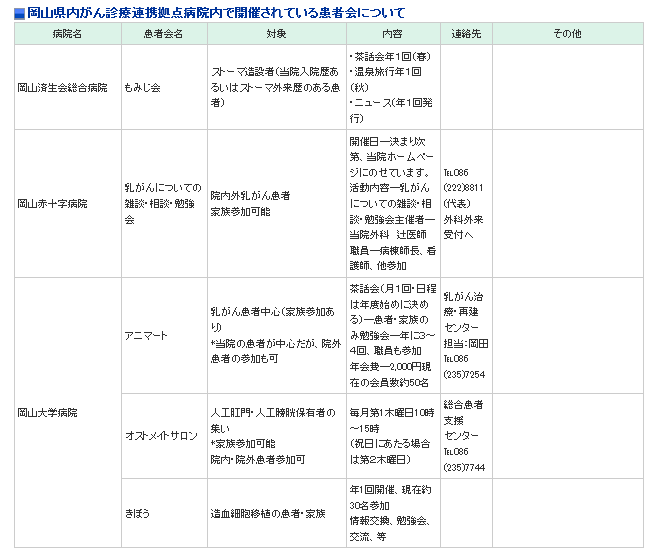 岡山県内がん診療連携拠点病院内で開催されている患者会について
病院名 患者会名 対象 内容 連絡先 その他
岡山済生会総合病院
もみじ会
ストーマ造設者(当院入院歴あ
るいはストーマ外来歴のある患
者)
・茶話会年1回(春)
・温泉旅行年1回
(秋)
・ニュース(年1回発
行)
岡山赤十字病院
乳がんについての
雑談・相談・勉強
会
院内外乳がん患者
家族参加可能
開催日―決まり次
第、当院ホームペー
ジにのせています。
活動内容―乳がん
についての雑談・相
談・勉強会主催者―
当院外科 辻医師
職員―病棟師長、看
護師、他参加
℡086
(222)8811
(代表)
外科外来
受付へ
岡山大学病院
アニマート
乳がん患者中心(家族参加あ
り)
*当院の患者が中心だが、院外
患者の参加も可
茶話会(月1回・日程
は年度始めに決め
る)―患者・家族の
み勉強会―年に3～
4回、職員も参加
年会費―2,000円現
在の会員数約50名
乳がん治
療・再建
センター
担当:岡田
℡086
(235)7254
オストメイトサロン
人工肛門・人工膀胱保有者の
集い
*家族参加可能
院内・院外患者参加可
毎月第1木曜日10時
～15時
(祝日にあたる場合
は第2木曜日)
総合患者
支援
センター
℡086
(235)7744
きぼう
造血細胞移植の患者・家族
年1回開催、現在約
30名参加
情報交換、勉強会、
交流、等